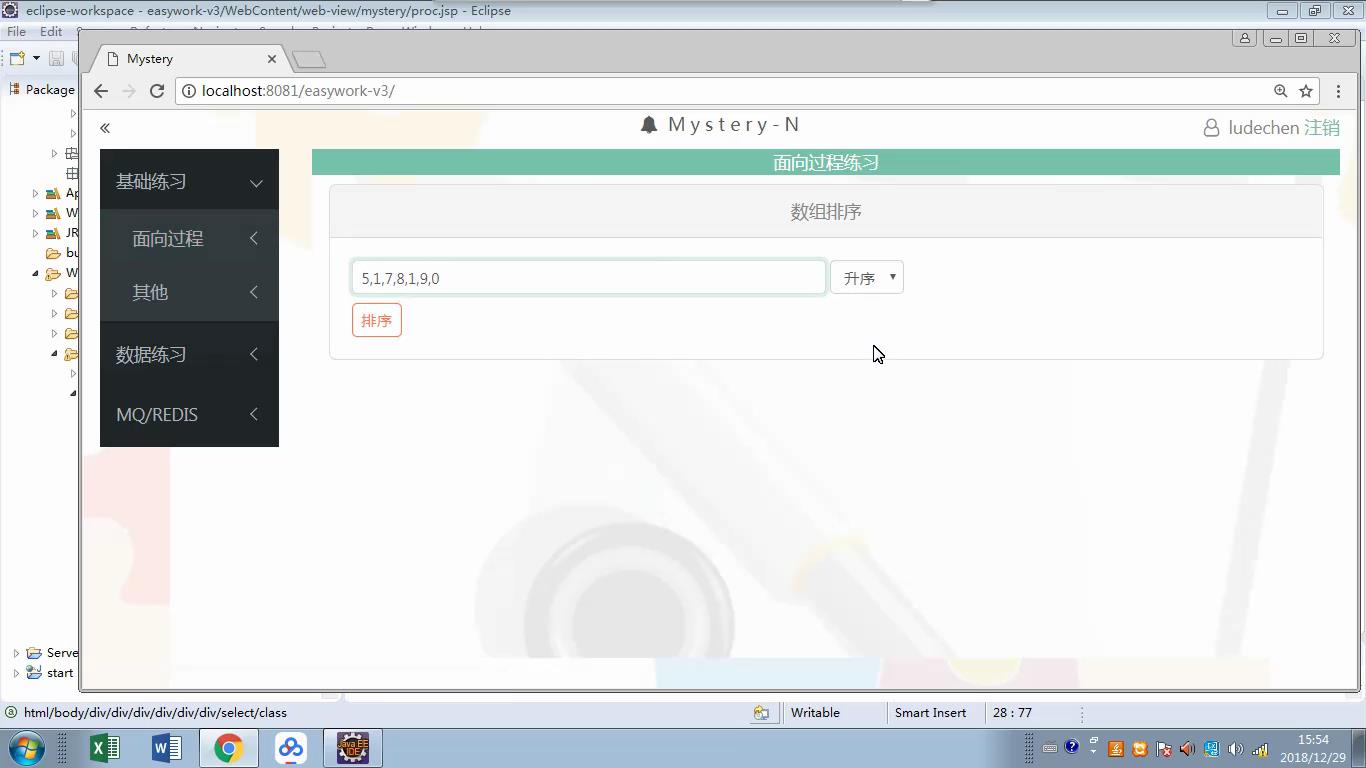 eclipse-workspace - easywork-v3/WebContent/web-view/mystery/proc.jsp - Eclipse
File Edit
Mystery
Package
localhost:8081/easywork-v3/
Mystery-N
ludechen 注销
面向过程练习
基础练习
数组排序
面向过程
5,1,7,8,1,9,0
升序
其他
排序
数据练习
MQ/REDIS
Ap
W
JR
bu
W
Serve
start
html/body/div/div/div/div/div/div/select/class
Writable
Smart Insert
28 : 77
Java EE
IDE
15:54
2018/12/29